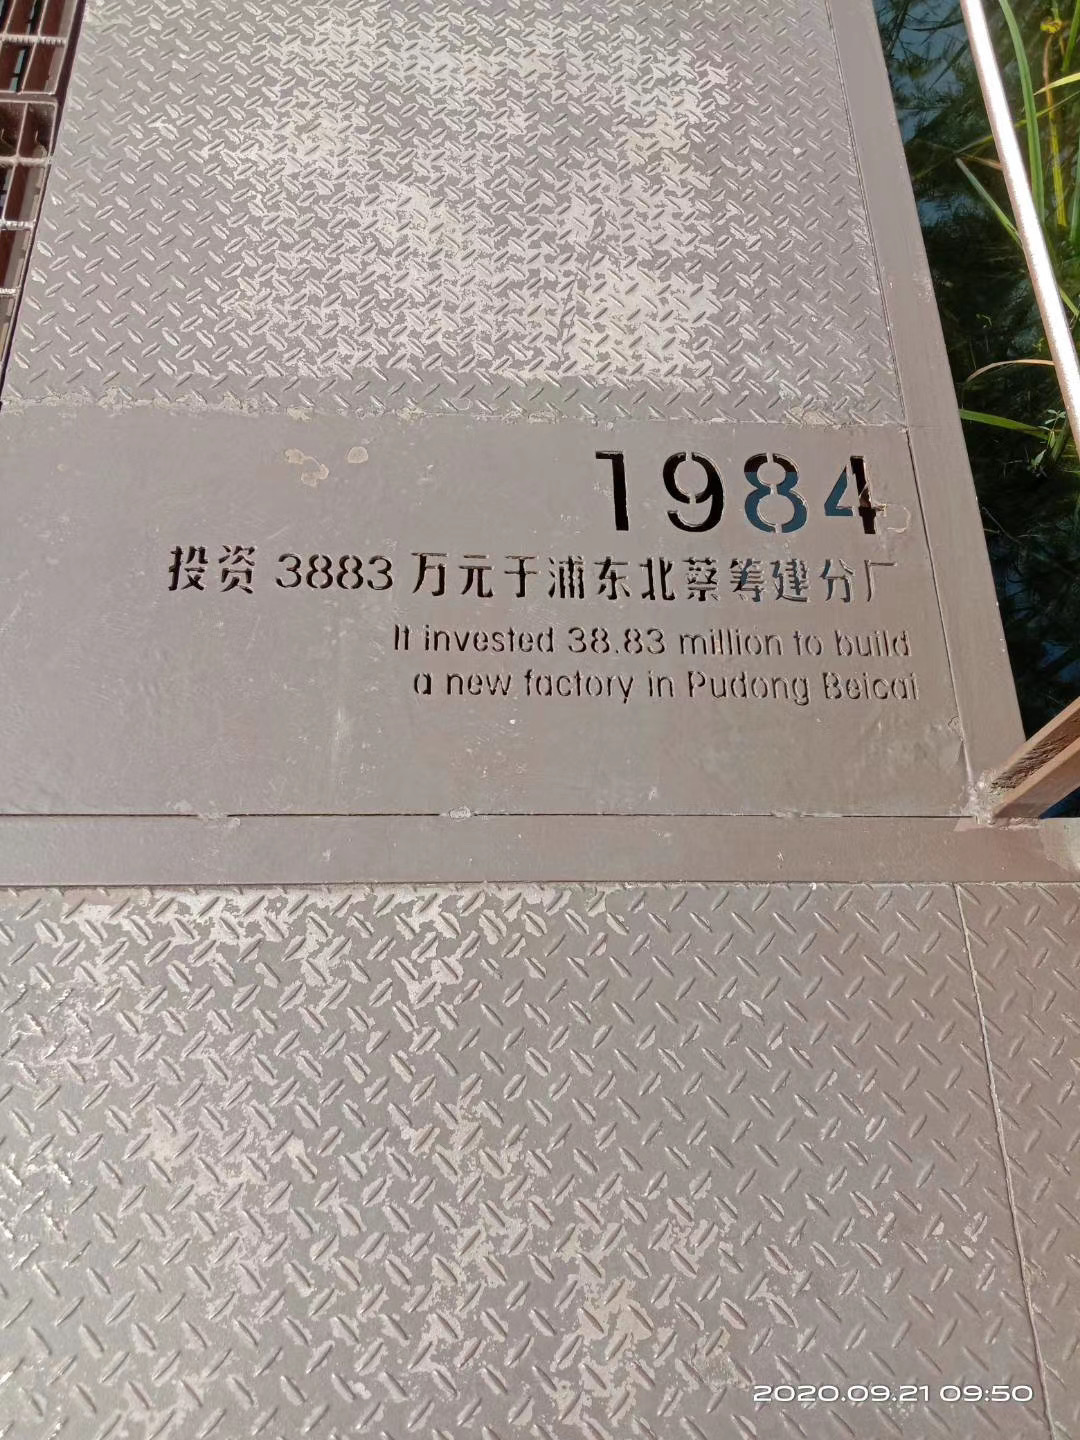 1984
投资 3883 万元于浦东北蔡筹建分厂
It invested 38.83 million to build
a new factory in Pudong Beicai
2020.09.21 09:50